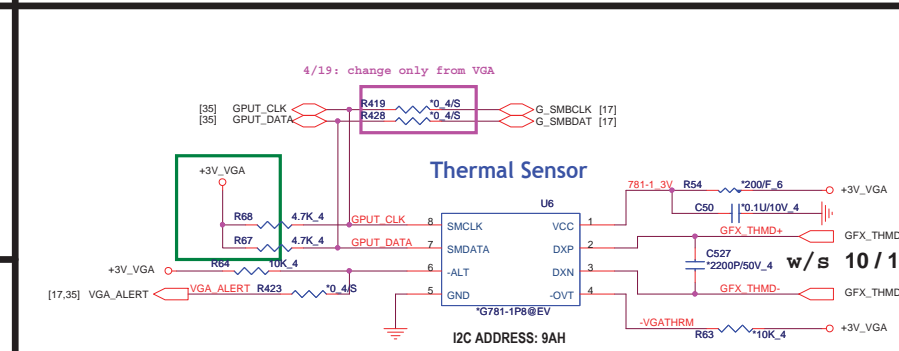 4/19: change only from VGA
[35] GPUT_CLK R419 *0_4/S G_SMBCLK [17]
[35] GPUT_DATA R428 *0_4/S G_SMBDAT [17]
Thermal Sensor
+3V_VGA
781-1_3V R54 *200/F_6 +3V_VGA
U6
C50 *0.1U/10V_4
R68 4.7K_4 GPUT_CLK 8 SMCLK VCC 1
GFX_THMD+ GFX_THMD
R67 4.7K_4 GPUT_DATA 7 SMDATA DXP 2
C527
*2200P/50V_4 w/s 10/1
+3V_VGA R64 10K_4 6 -ALT DXN 3
[17,35] VGA_ALERT VGA_ALERT R423 *0_4/S 5 GND -OVT 4
GFX_THMD- GFX_THMD
*G781-1P8@EV
-VGATHRM R63 *10K_4 +3V_VGA
I2C ADDRESS: 9AH